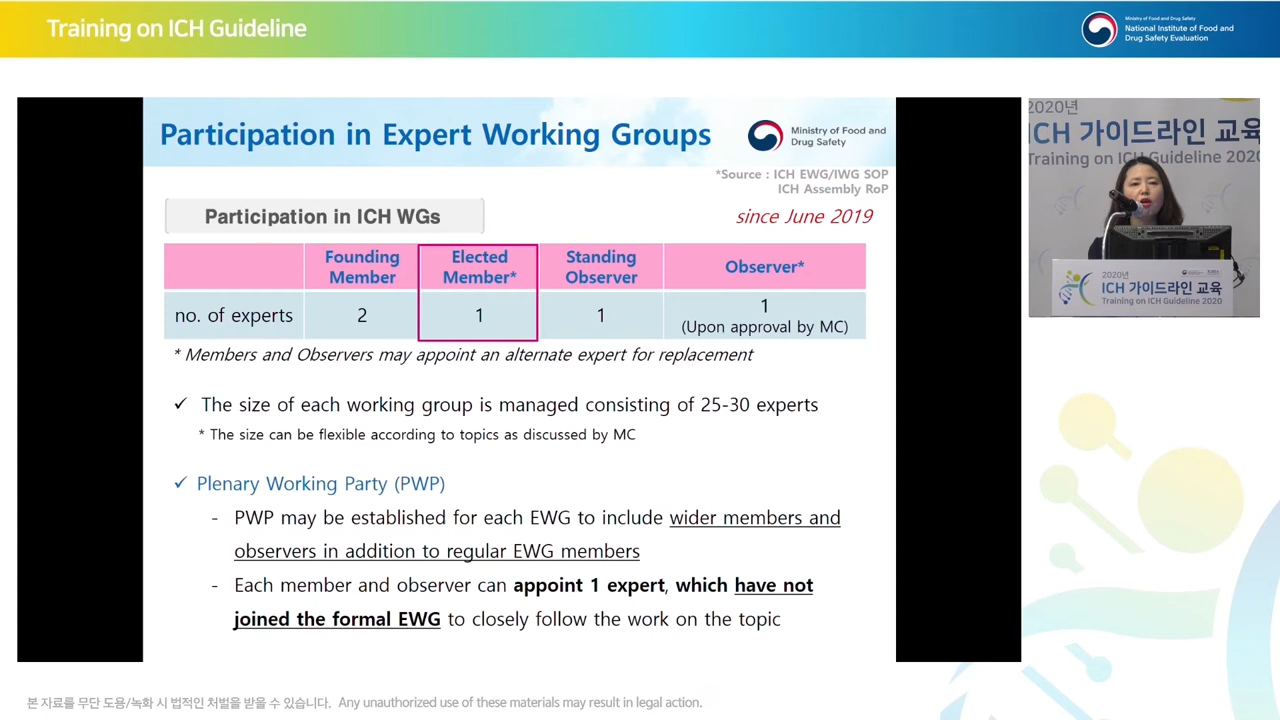 Training on ICH Guideline
Ministry of Food and Drug Safety
National Institute of Food and
Drug Safety Evaluation
Participation in Expert Working Groups
Ministry of Food and
Drug Safety
*Source : ICH EWG/IWG SOP
ICH Assembly RoP
Participation in ICH WGs
since June 2019
Founding Member
Elected Member*
Standing Observer
Observer*
no. of experts
2
1
1
1
(Upon approval by MC)
* Members and Observers may appoint an alternate expert for replacement
✓ The size of each working group is managed consisting of 25-30 experts
* The size can be flexible according to topics as discussed by MC
✓ Plenary Working Party (PWP)
- PWP may be established for each EWG to include wider members and
observers in addition to regular EWG members
- Each member and observer can appoint 1 expert, which have not
joined the formal EWG to closely follow the work on the topic
2020년
ICH 가이드라인 교육
Training on ICH Guideline 2020
2020년
ICH 가이드라인 교육
Training on ICH Guideline 2020
본 자료를 무단 도용/녹화 시 법적인 처벌을 받을 수 있습니다. Any unauthorized use of these materials may result in legal action.